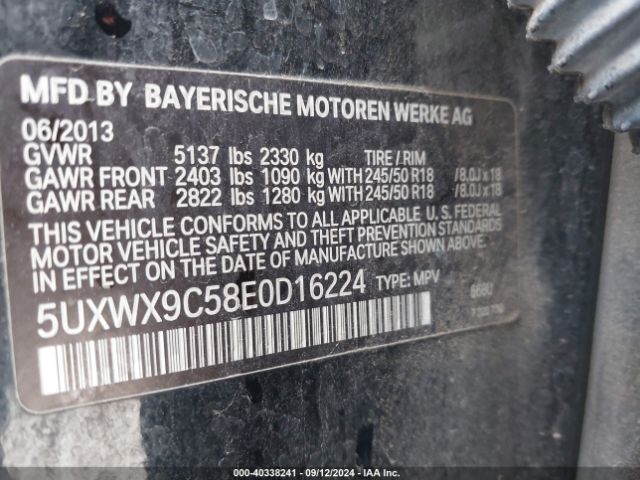 MFD BY BAYERISCHE MOTOREN WERKE AG
06/2013
GVWR 5137 lbs 2330 kg TIRE / RIM
GAWR FRONT 2403 lbs 1090 kg WITH 245/50 R18 / 8.0J x 18
GAWR REAR 2822 lbs 1280 kg WITH 245/50 R18 / 8.0J x 18
THIS VEHICLE CONFORMS TO ALL APPLICABLE U.S. FEDERAL
MOTOR VEHICLE SAFETY AND THEFT PREVENTION STANDARDS
IN EFFECT ON THE DATE OF MANUFACTURE SHOWN ABOVE.
5UXWX9C58E0D16224 TYPE: MPV
000-40338241 - 09/12/2024 - IAA Inc.